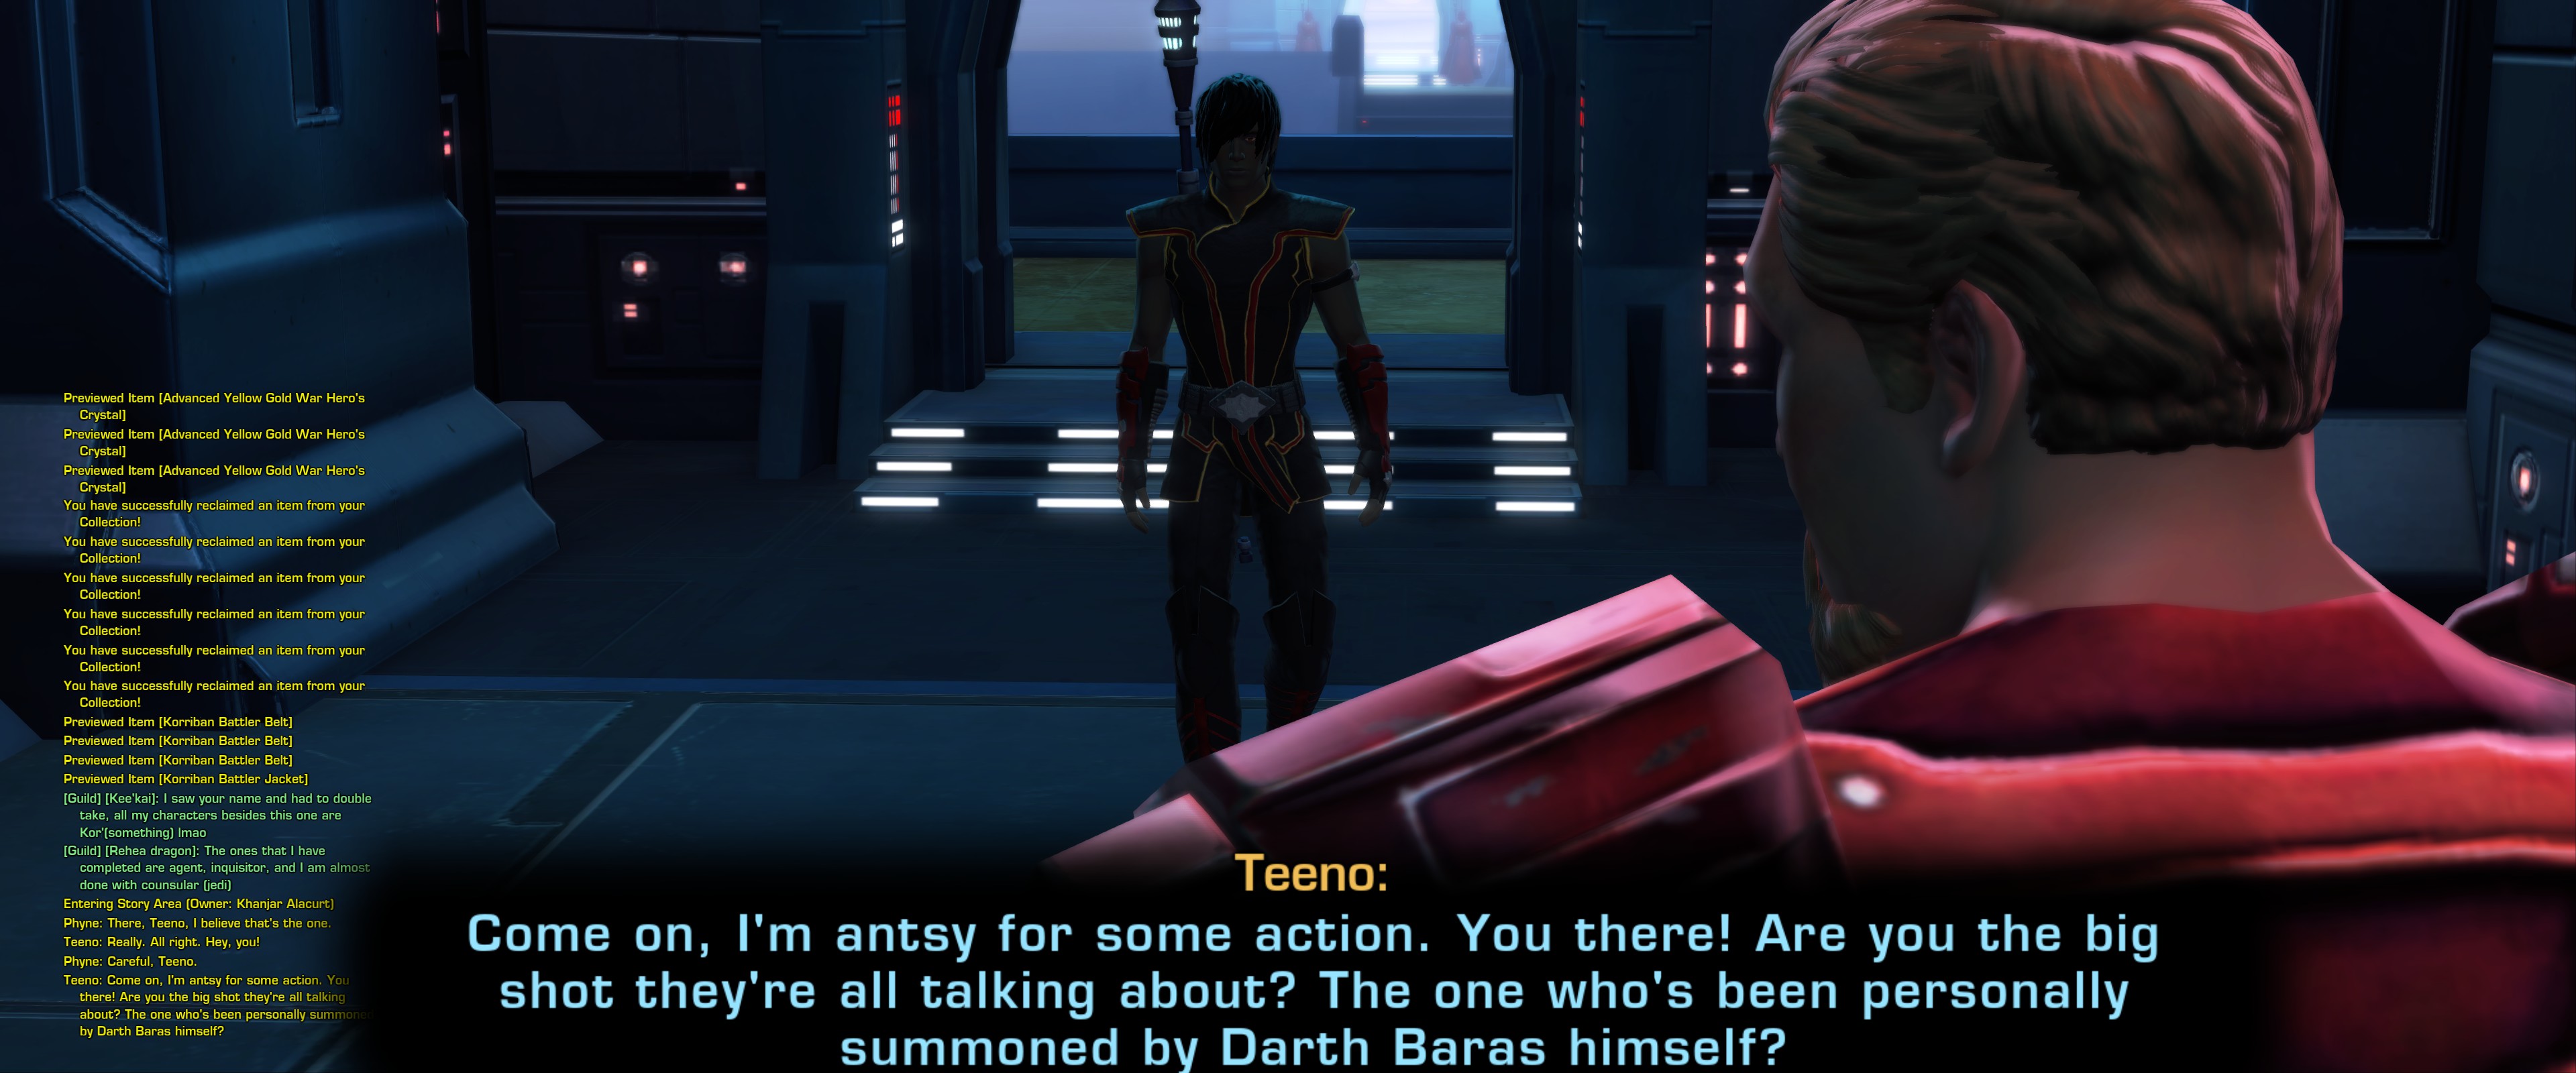 Previewed Item [Advanced Yellow Gold War Hero's
Crystal]
Previewed Item [Advanced Yellow Gold War Hero's
Crystal]
Previewed Item [Advanced Yellow Gold War Hero's
Crystal]
You have successfully reclaimed an item from your
Collection!
You have successfully reclaimed an item from your
Collection!
You have successfully reclaimed an item from your
Collection!
You have successfully reclaimed an item from your
Collection!
You have successfully reclaimed an item from your
Collection!
You have successfully reclaimed an item from your
Collection!
Previewed Item [Korriban Battler Belt]
Previewed Item [Korriban Battler Belt]
Previewed Item [Korriban Battler Belt]
Previewed Item [Korriban Battler Jacket]
[Guild] [Kee'kai]: I saw your name and had to double
take, all my characters besides this one are
Kor'(something) lmao
[Guild] [Rehea dragon]: The ones that I have
completed are agent, inquisitor, and I am almost
done with counsular (jedi)
Entering Story Area (Owner: Khanjar Alacurt)
Phyne: There, Teeno, I believe that's the one.
Teeno: Really. All right. Hey, you!
Phyne: Careful, Teeno.
Teeno: Come on, I'm antsy for some action. You
there! Are you the big shot they're all talking
about? The one who's been personally summoned
by Darth Baras himself?
Teeno:
Come on, I'm antsy for some action. You there! Are you the big
shot they're all talking about? The one who's been personally
summoned by Darth Baras himself?